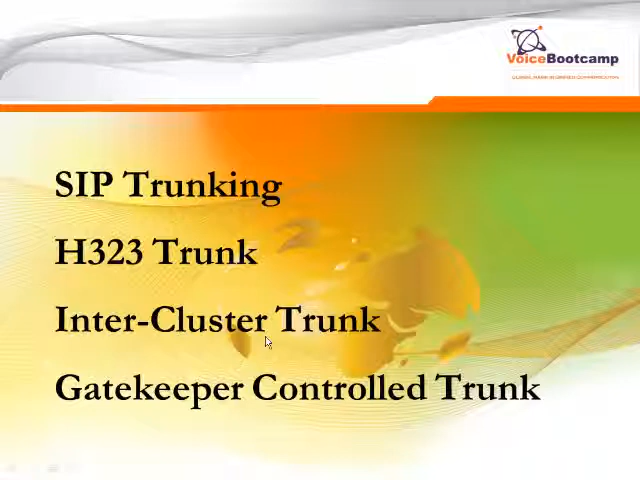 VoiceBootcamp
SIP Trunking
H323 Trunk
Inter-Cluster Trunk
Gatekeeper Controlled Trunk